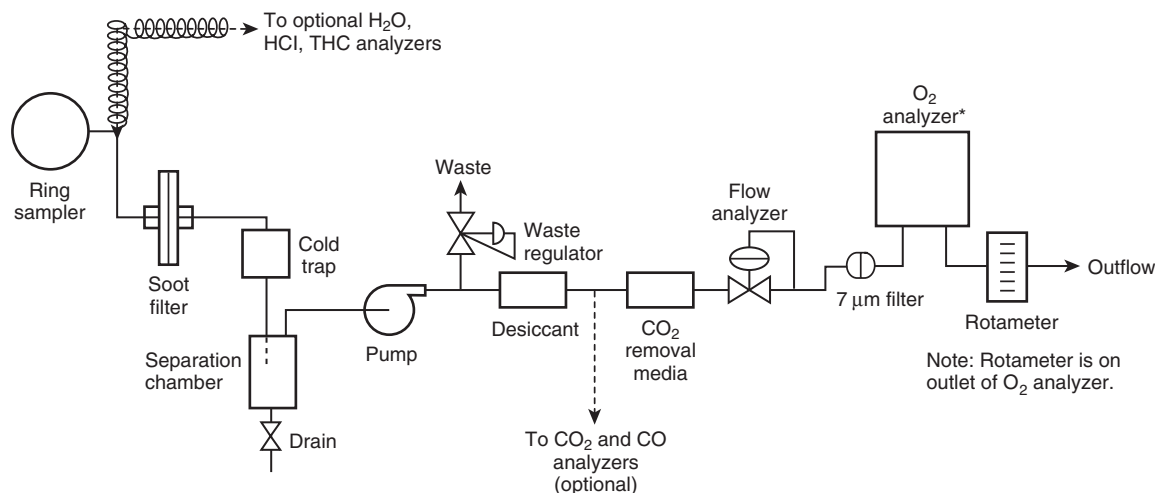 To optional H₂O,
HCI, THC analyzers
Ring
sampler
Soot
filter
Cold
trap
Separation
chamber
Drain
Pump
Waste
Waste
regulator
Desiccant
To CO₂ and CO
analyzers
(optional)
CO₂
removal
media
Flow
analyzer
7 μm filter
O₂
analyzer*
Rotameter
Outflow
Note: Rotameter is on
outlet of O₂ analyzer.